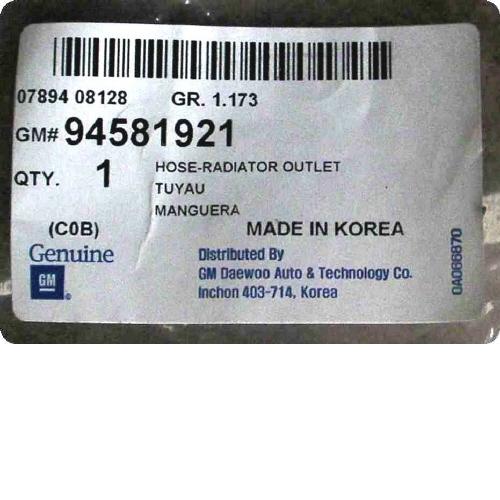 07894 08128 GR. 1.173
GM# 94581921
QTY. 1 HOSE-RADIATOR OUTLET
TUYAU
MANGUERA
(C0B) MADE IN KOREA
Genuine
GM
®
Distributed By
GM Daewoo Auto & Technology Co.
Inchon 403-714, Korea
0A066870